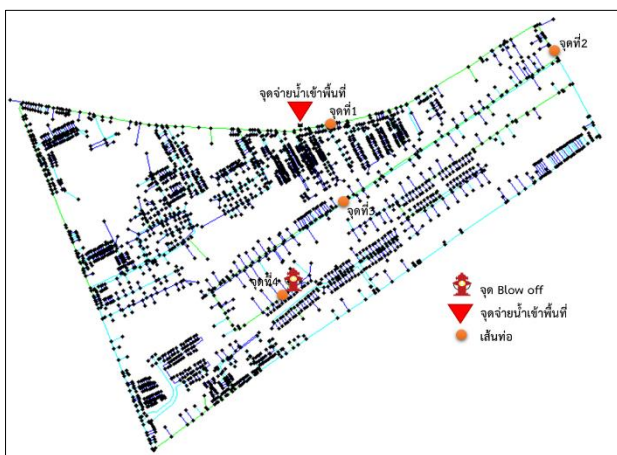 จุดที่2
จุดจ่ายน้ำเข้าพื้นที่
จุดที่1
จุดที่3
จุดที่4
จุด Blow off
จุดจ่ายน้ำเข้าพื้นที่
เส้นท่อ